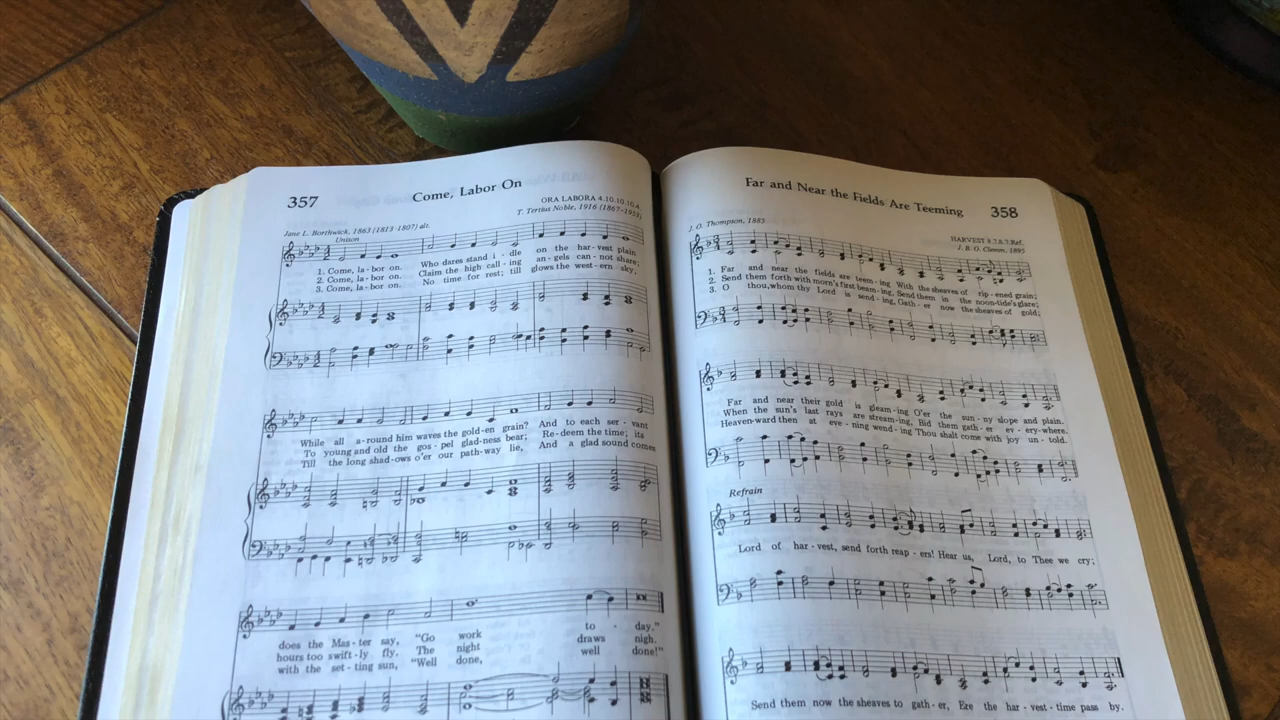 357
Come, Labor On
ORA LABORA 4.10.10.10.4.
T. Tertius Noble, 1916 (1867-1953)
Jane L. Borthwick, 1863 (1813-1807) alt.
Unison
1. Come, la-bor on. Who dares stand i-dle on the har-vest plain
2. Come, la-bor on. Claim the high call-ing an-gels can-not share;
3. Come, la-bor on. No time for rest; till glows the west-ern sky,
While all a-round him waves the gold-en grain? And to each ser-vant
To young and old the gos-pel glad-ness bear; Re-deem the time; its
Till the long shad-ows o'er our path-way lie, And a glad sound comes
does the Mas-ter say, "Go work to-day."
hours too swift-ly fly. The night draws nigh.
with the set-ting sun, "Well done, well done!"
Far and Near the Fields Are Teeming
358
J. O. Thompson, 1885
HARVEST 8.7.8.7.Ref.
J. B. O. Clemm, 1895
1. Far and near the fields are teem-ing With the sheaves of rip-ened grain;
2. Send them forth with morn's first beam-ing, Send them in the noon-tide's glare;
3. O thou, whom thy Lord is send-ing, Gath-er now the sheaves of gold;
Far and near their gold is gleam-ing O'er the sun-ny slope and plain.
When the sun's last rays are stream-ing, Bid them gath-er ev-ery-where.
Heaven-ward then at eve-ning wend-ing Thou shalt come with joy un-told.
Refrain
Lord of har-vest, send forth reap-ers! Hear us, Lord, to Thee we cry;
Send them now the sheaves to gath-er, Ere the har-vest-time pass by.